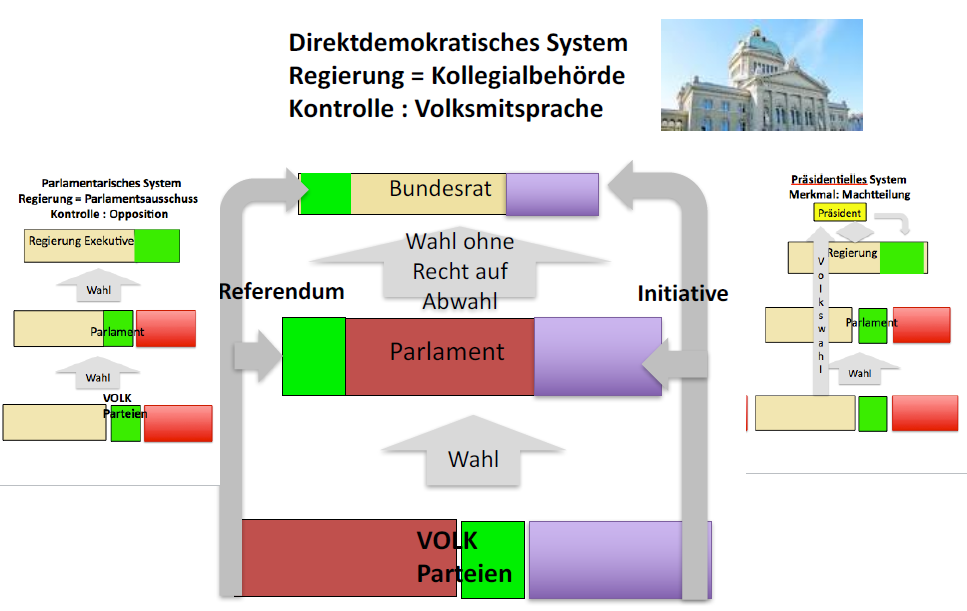 Direktdemokratisches System
Regierung = Kollegialbehörde
Kontrolle : Volksmitsprache
Parlamentarisches System
Regierung = Parlamentsausschuss
Kontrolle : Opposition
Regierung Exekutive
Wahl
Parlament
Wahl
VOLK
Parteien
Bundesrat
Wahl ohne
Recht auf
Abwahl
Referendum
Initiative
Parlament
Wahl
VOLK
Parteien
Präsidentielles System
Merkmal: Machtteilung
Präsident
Regierung
Volkswahl
Parlament
Wahl